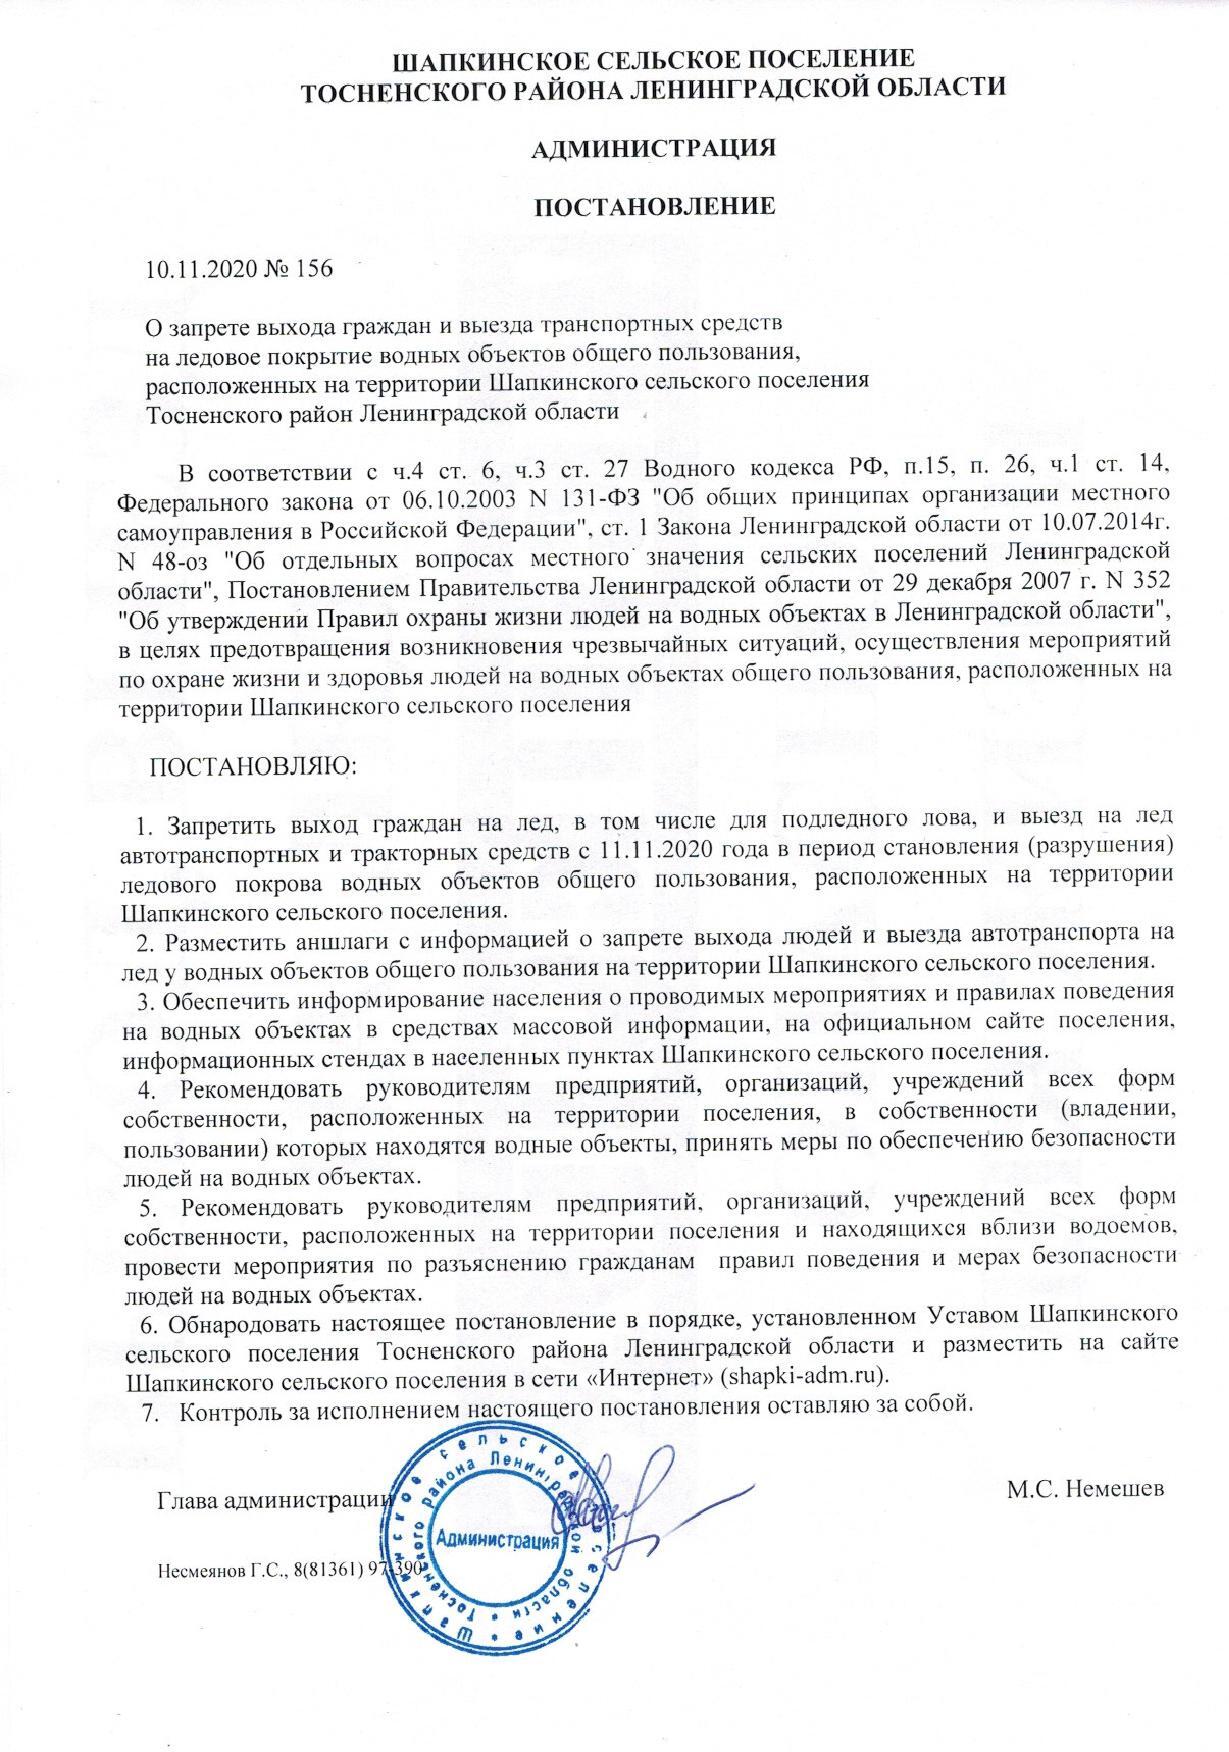 ШАПКИНСКОЕ СЕЛЬСКОЕ ПОСЕЛЕНИЕ
ТОСНЕНСКОГО РАЙОНА ЛЕНИНГРАДСКОЙ ОБЛАСТИ
АДМИНИСТРАЦИЯ
ПОСТАНОВЛЕНИЕ
10.11.2020 № 156
О запрете выхода граждан и выезда транспортных средств
на ледовое покрытие водных объектов общего пользования,
расположенных на территории Шапкинского сельского поселения
Тосненского район Ленинградской области
В соответствии с ч.4 ст. 6, ч.3 ст. 27 Водного кодекса РФ, п.15, п. 26, ч.1 ст. 14,
Федерального закона от 06.10.2003 N 131-ФЗ "Об общих принципах организации местного
самоуправления в Российской Федерации", ст. 1 Закона Ленинградской области от 10.07.2014г.
N 48-оз "Об отдельных вопросах местного значения сельских поселений Ленинградской
области", Постановлением Правительства Ленинградской области от 29 декабря 2007 г. N 352
"Об утверждении Правил охраны жизни людей на водных объектах в Ленинградской области",
в целях предотвращения возникновения чрезвычайных ситуаций, осуществления мероприятий
по охране жизни и здоровья людей на водных объектах общего пользования, расположенных на
территории Шапкинского сельского поселения
ПОСТАНОВЛЯЮ:
1. Запретить выход граждан на лед, в том числе для подледного лова, и выезд на лед
автотранспортных и тракторных средств с 11.11.2020 года в период становления (разрушения)
ледового покрова водных объектов общего пользования, расположенных на территории
Шапкинского сельского поселения.
2. Разместить аншлаги с информацией о запрете выхода людей и выезда автотранспорта на
лед у водных объектов общего пользования на территории Шапкинского сельского поселения.
3. Обеспечить информирование населения о проводимых мероприятиях и правилах поведения
на водных объектах в средствах массовой информации, на официальном сайте поселения,
информационных стендах в населенных пунктах Шапкинского сельского поселения.
4. Рекомендовать руководителям предприятий, организаций, учреждений всех форм
собственности, расположенных на территории поселения, в собственности (владении,
пользовании) которых находятся водные объекты, принять меры по обеспечению безопасности
людей на водных объектах.
5. Рекомендовать руководителям предприятий, организаций, учреждений всех форм
собственности, расположенных на территории поселения и находящихся вблизи водоемов,
провести мероприятия по разъяснению гражданам правил поведения и мерах безопасности
людей на водных объектах.
6. Обнародовать настоящее постановление в порядке, установленном Уставом Шапкинского
сельского поселения Тосненского района Ленинградской области и разместить на сайте
Шапкинского сельского поселения в сети «Интернет» (shapki-adm.ru).
7. Контроль за исполнением настоящего постановления оставляю за собой.
Глава администрации М.С. Немешев
Несмеянов Г.С., 8(81361) 97-390
Шапкинское сельское поселение
Тосненского района Ленинградской области
Администрация